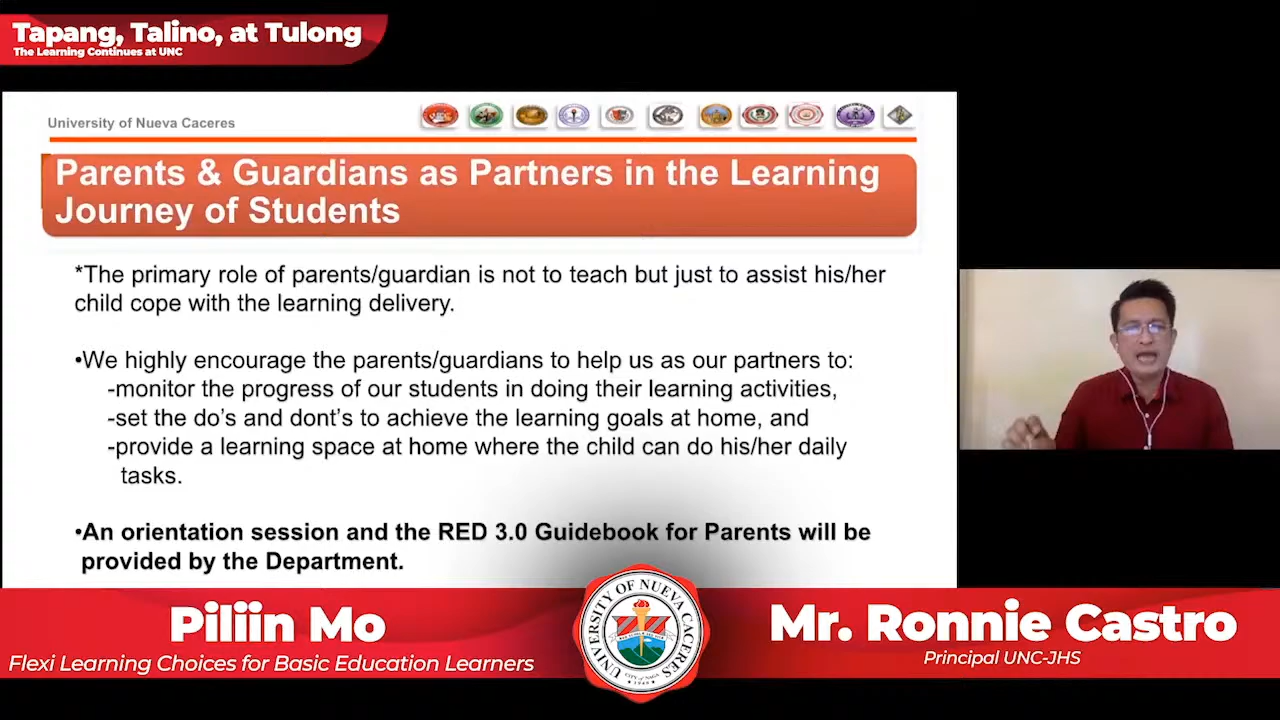 Tapang, Talino, at Tulong
The Learning Continues at UNC
University of Nueva Caceres
Parents & Guardians as Partners in the Learning
Journey of Students
*The primary role of parents/guardian is not to teach but just to assist his/her
child cope with the learning delivery.
•We highly encourage the parents/guardians to help us as our partners to:
-monitor the progress of our students in doing their learning activities,
-set the do's and dont's to achieve the learning goals at home, and
-provide a learning space at home where the child can do his/her daily
tasks.
•An orientation session and the RED 3.0 Guidebook for Parents will be
provided by the Department.
Piliin Mo
Flexi Learning Choices for Basic Education Learners
UNIVERSITY OF NUEVA CACERES
CITY OF NAGA
1948
Mr. Ronnie Castro
Principal UNC-JHS